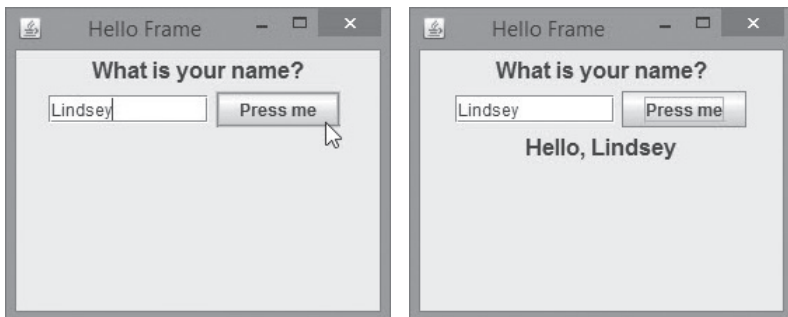 Hello Frame
What is your name?
Lindsey
Press me
Hello Frame
What is your name?
Lindsey
Press me
Hello, Lindsey